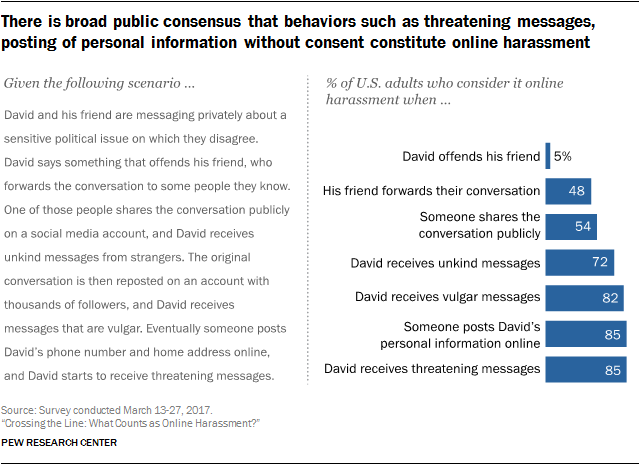 There is broad public consensus that behaviors such as threatening messages,
posting of personal information without consent constitute online harassment
Given the following scenario ...
David and his friend are messaging privately about a
sensitive political issue on which they disagree.
David says something that offends his friend, who
forwards the conversation to some people they know.
One of those people shares the conversation publicly
on a social media account, and David receives
unkind messages from strangers. The original
conversation is then reposted on an account with
thousands of followers, and David receives
messages that are vulgar. Eventually someone posts
David's phone number and home address online,
and David starts to receive threatening messages.
% of U.S. adults who consider it online
harassment when ...
David offends his friend 5%
His friend forwards their conversation 48
Someone shares the
conversation publicly 54
David receives unkind messages 72
David receives vulgar messages 82
Someone posts David's
personal information online 85
David receives threatening messages 85
Source: Survey conducted March 13-27, 2017.
"Crossing the Line: What Counts as Online Harassment?"
PEW RESEARCH CENTER